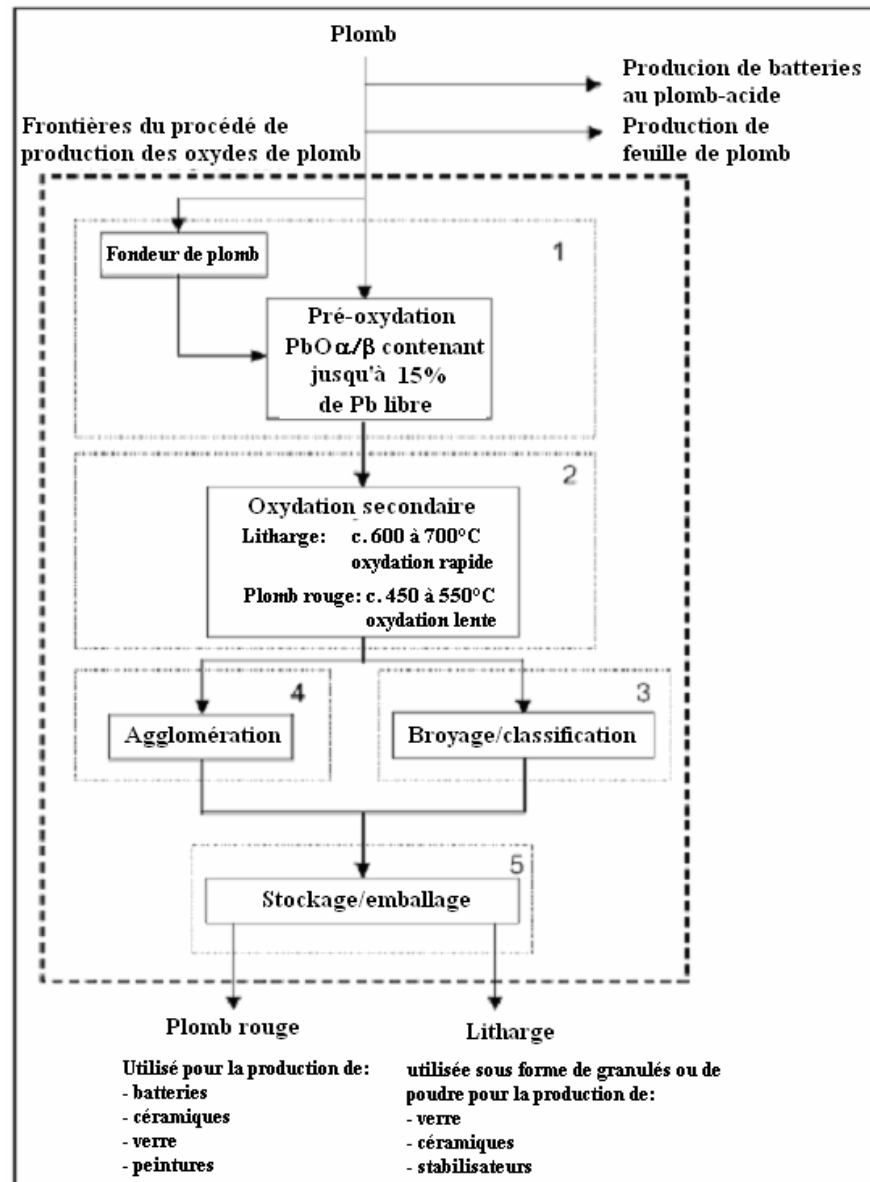 Plomb
Producion de batteries
au plomb-acide
Frontières du procédé de
production des oxydes de plomb
Production de
feuille de plomb
1
Fondeur de plomb
Pré-oxydation
PbO α/β contenant
jusqu'à 15%
de Pb libre
2
Oxydation secondaire
Litharge: c. 600 à 700°C
oxydation rapide
Plomb rouge: c. 450 à 550°C
oxydation lente
4
Agglomération
3
Broyage/classification
5
Stockage/emballage
Plomb rouge
Utilisé pour la production de:
- batteries
- céramiques
- verre
- peintures
Litharge
utilisée sous forme de granulés ou de
poudre pour la production de:
- verre
- céramiques
- stabilisateurs